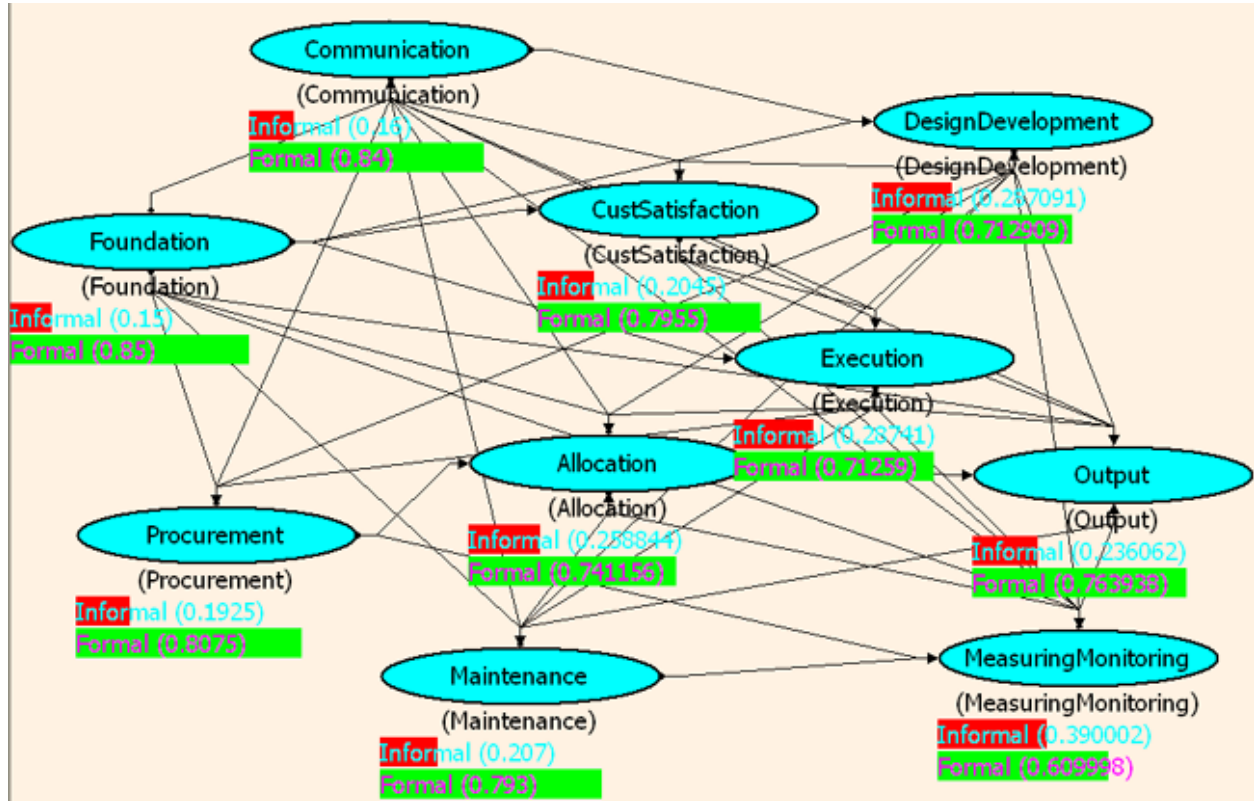 Communication
(Communication)
Informal (0.16)
Formal (0.84)
DesignDevelopment
(DesignDevelopment)
Informal (0.287091)
Formal (0.712909)
CustSatisfaction
(CustSatisfaction)
Informal (0.2045)
Formal (0.7955)
Foundation
(Foundation)
Informal (0.15)
Formal (0.85)
Execution
(Execution)
Informal (0.28741)
Formal (0.71259)
Allocation
(Allocation)
Informal (0.258844)
Formal (0.741156)
Output
(Output)
Informal (0.236062)
Formal (0.763938)
Procurement
(Procurement)
Informal (0.1925)
Formal (0.8075)
Maintenance
(Maintenance)
Informal (0.207)
Formal (0.793)
MeasuringMonitoring
(MeasuringMonitoring)
Informal (0.390002)
Formal (0.609998)